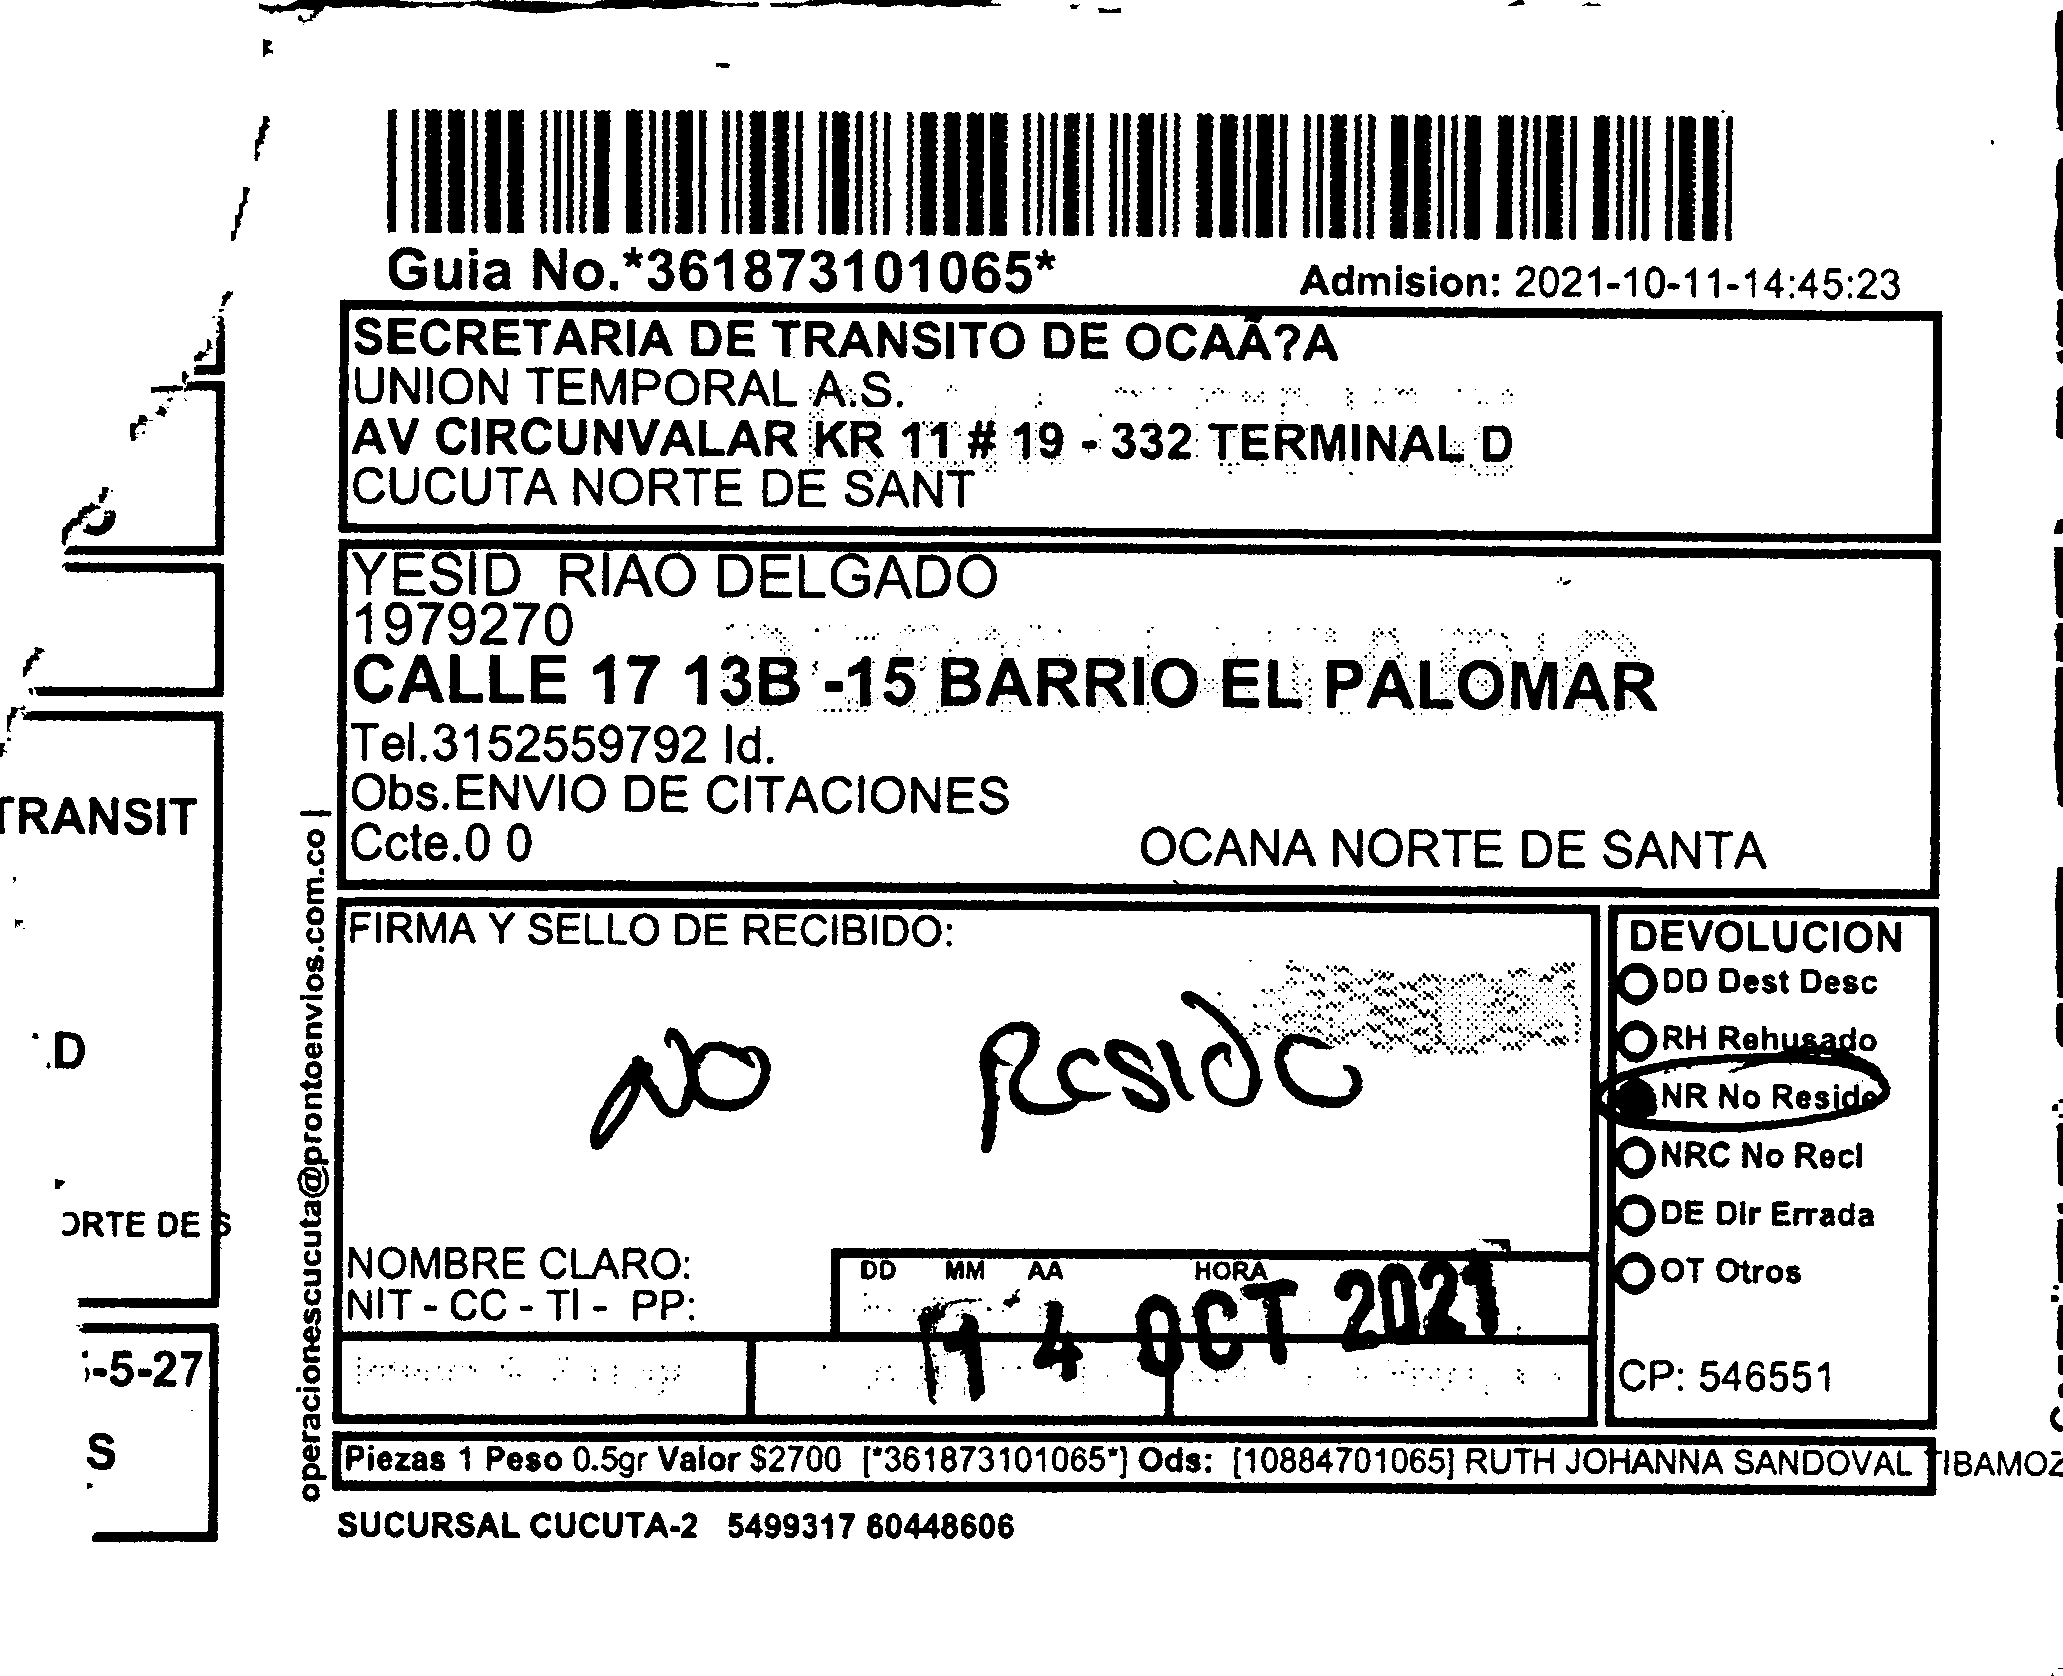 Guia No.*361873101065*
Admision: 2021-10-11-14:45:23
SECRETARIA DE TRANSITO DE OCAÃ?A
UNION TEMPORAL A.S.
AV CIRCUNVALAR KR 11 # 19 - 332 TERMINAL D
CUCUTA NORTE DE SANT
YESID RIAO DELGADO
1979270
CALLE 17 13B -15 BARRIO EL PALOMAR
Tel.3152559792 Id.
Obs.ENVIO DE CITACIONES
Ccte.0 0
OCANA NORTE DE SANTA
FIRMA Y SELLO DE RECIBIDO:
No Reside
NOMBRE CLARO:
NIT - CC - TI - PP:
DD MM AA HORA
14 OCT 2021
DEVOLUCION
DD Dest Desc
RH Rehusado
NR No Reside
NRC No Recl
DE Dir Errada
OT Otros
CP: 546551
Piezas 1 Peso 0.5gr Valor $2700 [*361873101065*] Ods: [10884701065] RUTH JOHANNA SANDOVAL TIBAMOZ
SUCURSAL CUCUTA-2 5499317 60448606
operacionescucuta@prontoenvios.com.co |
TRANSIT
D
ORTE DE S
-5-27
S